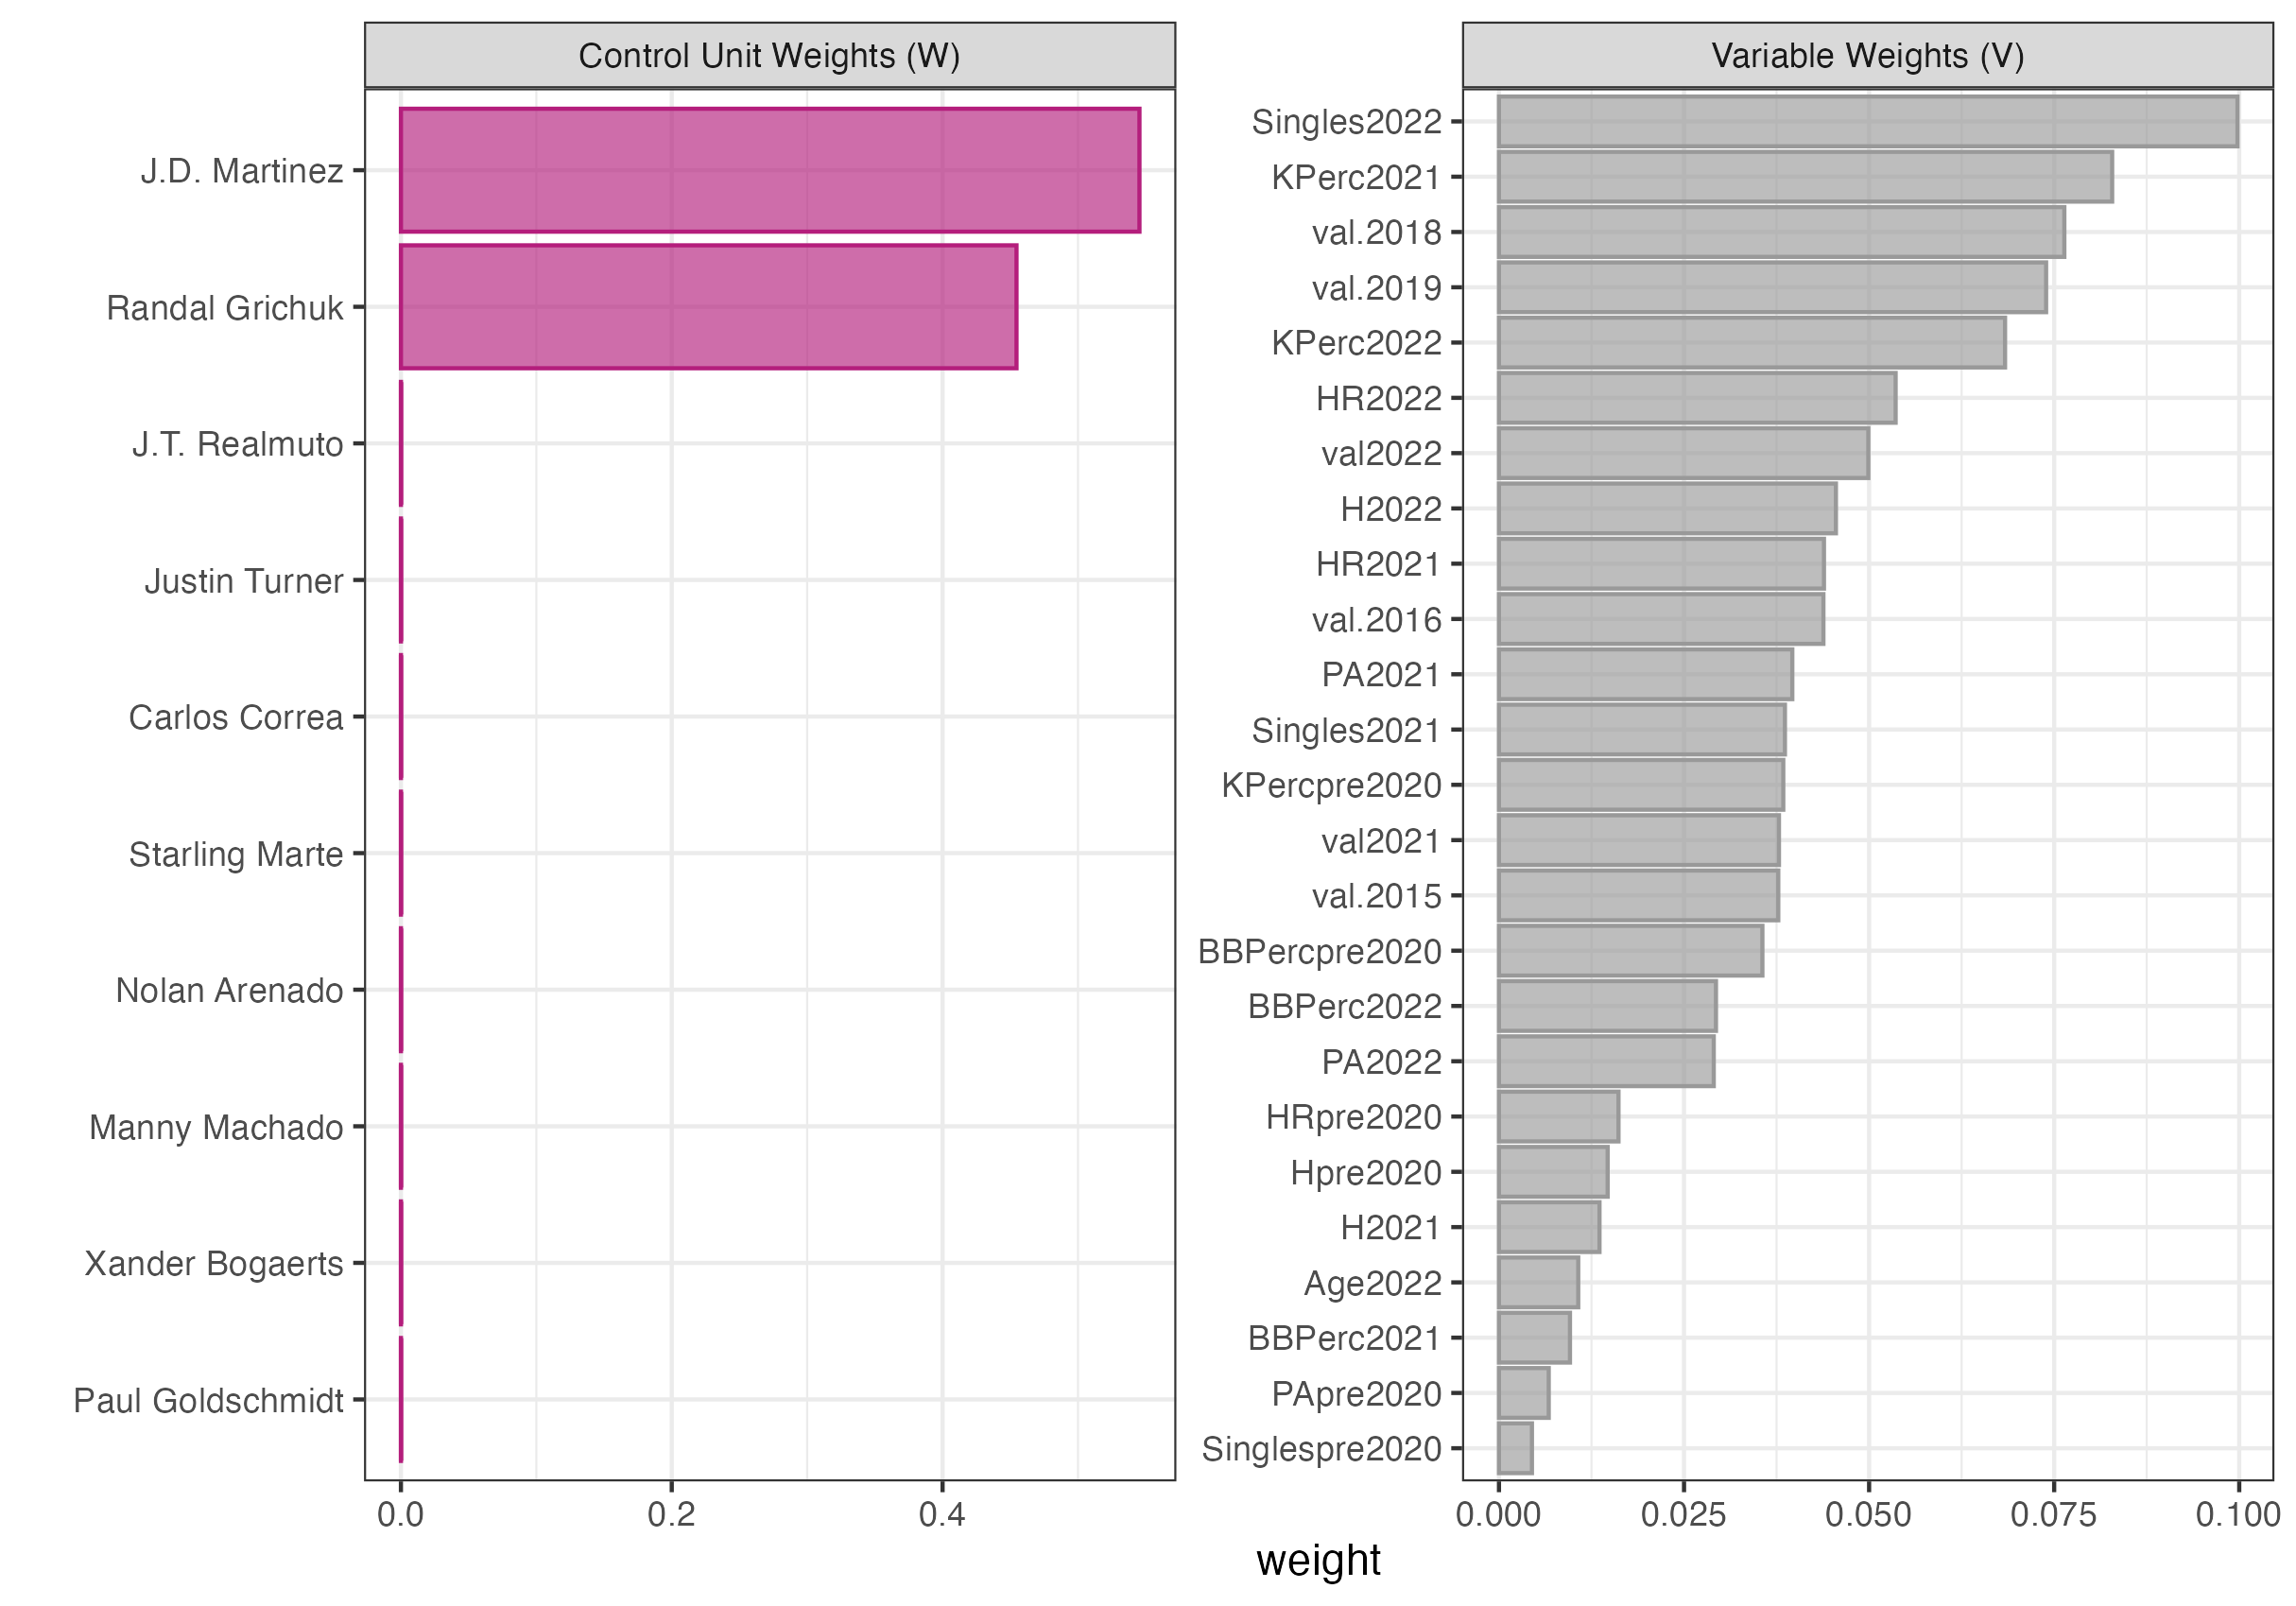 Control Unit Weights (W)
J.D. Martinez
Randal Grichuk
J.T. Realmuto
Justin Turner
Carlos Correa
Starling Marte
Nolan Arenado
Manny Machado
Xander Bogaerts
Paul Goldschmidt
0.0 0.2 0.4
Variable Weights (V)
Singles2022
KPerc2021
val.2018
val.2019
KPerc2022
HR2022
val2022
H2022
HR2021
val.2016
PA2021
Singles2021
KPercpre2020
val2021
val.2015
BBPercpre2020
BBPerc2022
PA2022
HRpre2020
Hpre2020
H2021
Age2022
BBPerc2021
PApre2020
Singlespre2020
0.000 0.025 0.050 0.075 0.100
weight